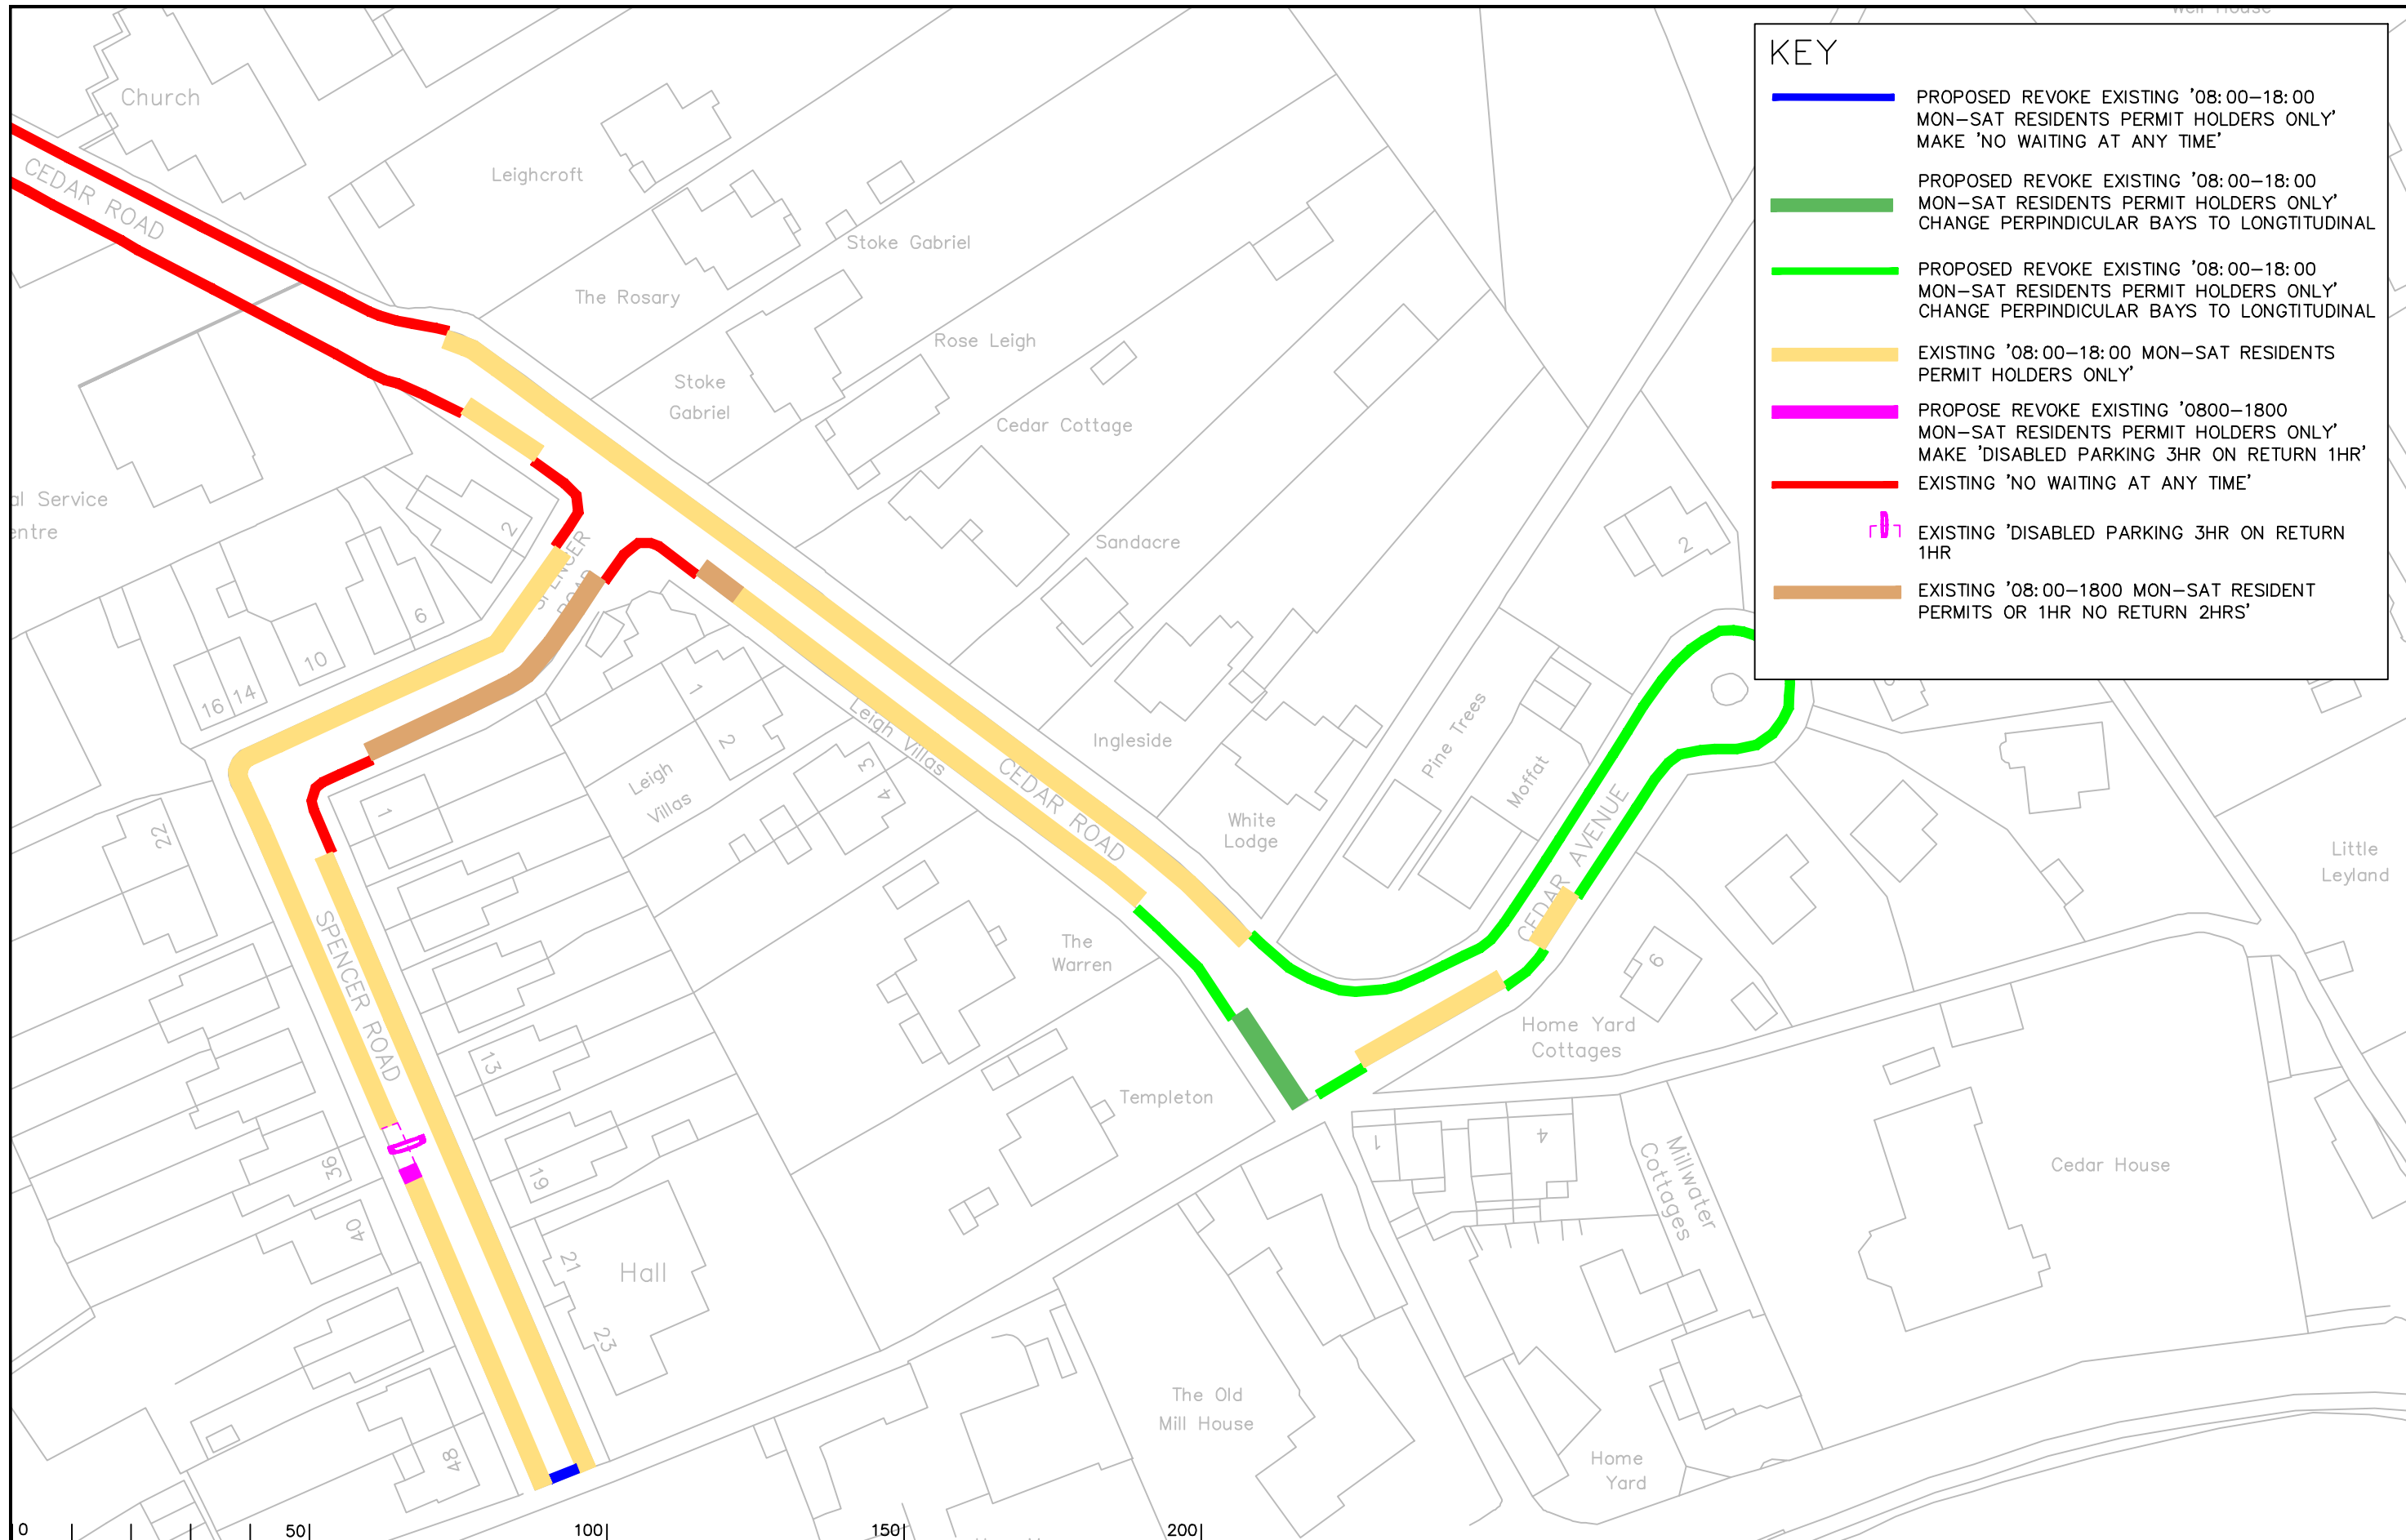 Well House
KEY
PROPOSED REVOKE EXISTING '08:00-18:00
MON-SAT RESIDENTS PERMIT HOLDERS ONLY'
MAKE 'NO WAITING AT ANY TIME'
PROPOSED REVOKE EXISTING '08:00-18:00
MON-SAT RESIDENTS PERMIT HOLDERS ONLY'
CHANGE PERPINDICULAR BAYS TO LONGTITUDINAL
PROPOSED REVOKE EXISTING '08:00-18:00
MON-SAT RESIDENTS PERMIT HOLDERS ONLY'
CHANGE PERPINDICULAR BAYS TO LONGTITUDINAL
EXISTING '08:00-18:00 MON-SAT RESIDENTS
PERMIT HOLDERS ONLY'
PROPOSE REVOKE EXISTING '0800-1800
MON-SAT RESIDENTS PERMIT HOLDERS ONLY'
MAKE 'DISABLED PARKING 3HR ON RETURN 1HR'
EXISTING 'NO WAITING AT ANY TIME'
EXISTING 'DISABLED PARKING 3HR ON RETURN
1HR
EXISTING '08:00-1800 MON-SAT RESIDENT
PERMITS OR 1HR NO RETURN 2HRS'
Church
CEDAR ROAD
Leighcroft
Stoke Gabriel
The Rosary
Rose Leigh
Stoke
Gabriel
Cedar Cottage
al Service
entre
2
Sandacre
2
SPENCER
ROAD
6
10
14
16
1
2
Leigh Villas
Ingleside
Pine Trees
Moffat
Leigh
Villas
3
4
CEDAR ROAD
White
Lodge
CEDAR AVENUE
1
22
Little
Leyland
SPENCER ROAD
The
Warren
6
Home Yard
Cottages
13
Templeton
1
4
Millwater
Cottages
Cedar House
36
19
40
21
Hall
23
The Old
Mill House
48
Home
Yard
0
50
100
150
200